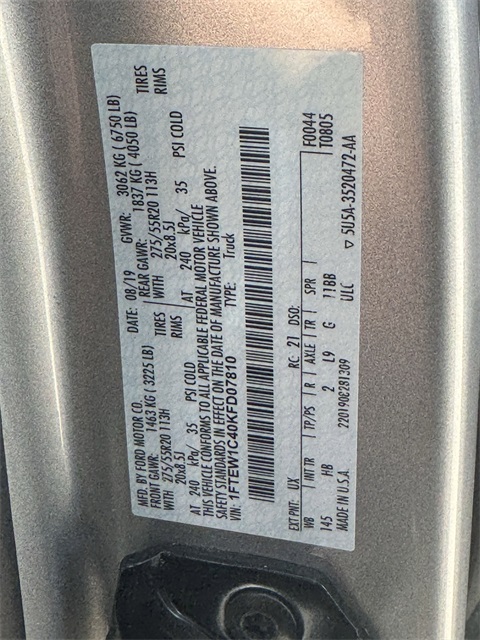 MFD. BY FORD MOTOR CO.
DATE: 08/19 GVWR: 3062 KG ( 6750 LB)
FRONT GAWR: 1463 KG ( 3225 LB) REAR GAWR: 1837 KG ( 4050 LB)
WITH 275/55R20 113H TIRES WITH 275/55R20 113H TIRES
20x8.5J RIMS 20x8.5J RIMS
AT 240 kPa/ 35 PSI COLD AT 240 kPa/ 35 PSI COLD
THIS VEHICLE CONFORMS TO ALL APPLICABLE FEDERAL MOTOR VEHICLE
SAFETY STANDARDS IN EFFECT ON THE DATE OF MANUFACTURE SHOWN ABOVE.
VIN: 1FTEW1C40KFD07810 TYPE: Truck
F0044
T0805
EXT PNT: UX RC: 21 DSO:
WB INT TR TP/PS R AXLE TR SPR
145 HB 2 L9 G 11BB
MADE IN U.S.A. 220190828​1309 ULC
5U5A-3520472-AA